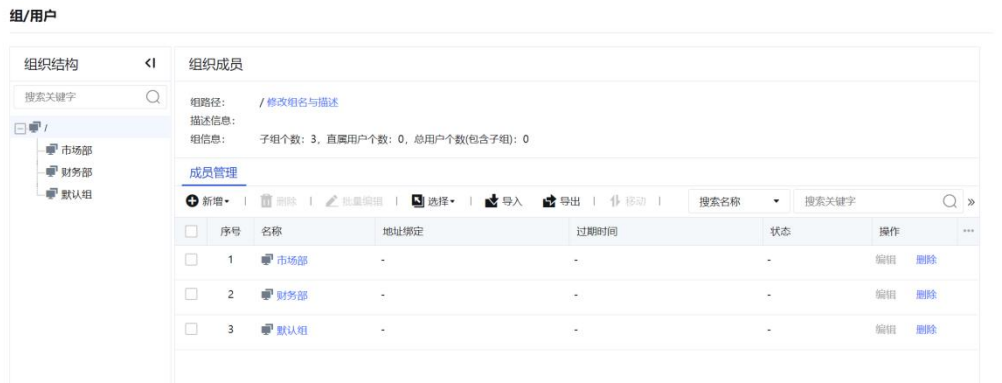 组/用户
组织结构
组织成员
搜索关键字
/
市场部
财务部
默认组
组路径： / 修改组名与描述
描述信息：
组信息： 子组个数：3，直属用户个数：0，总用户个数(包含子组)：0
成员管理
新增 删除 批量编辑 选择 导入 导出 移动 搜索名称 搜索关键字 »
序号 名称 地址绑定 过期时间 状态 操作 ···
1 市场部 - - - 编辑 删除
2 财务部 - - - 编辑 删除
3 默认组 - - - 编辑 删除